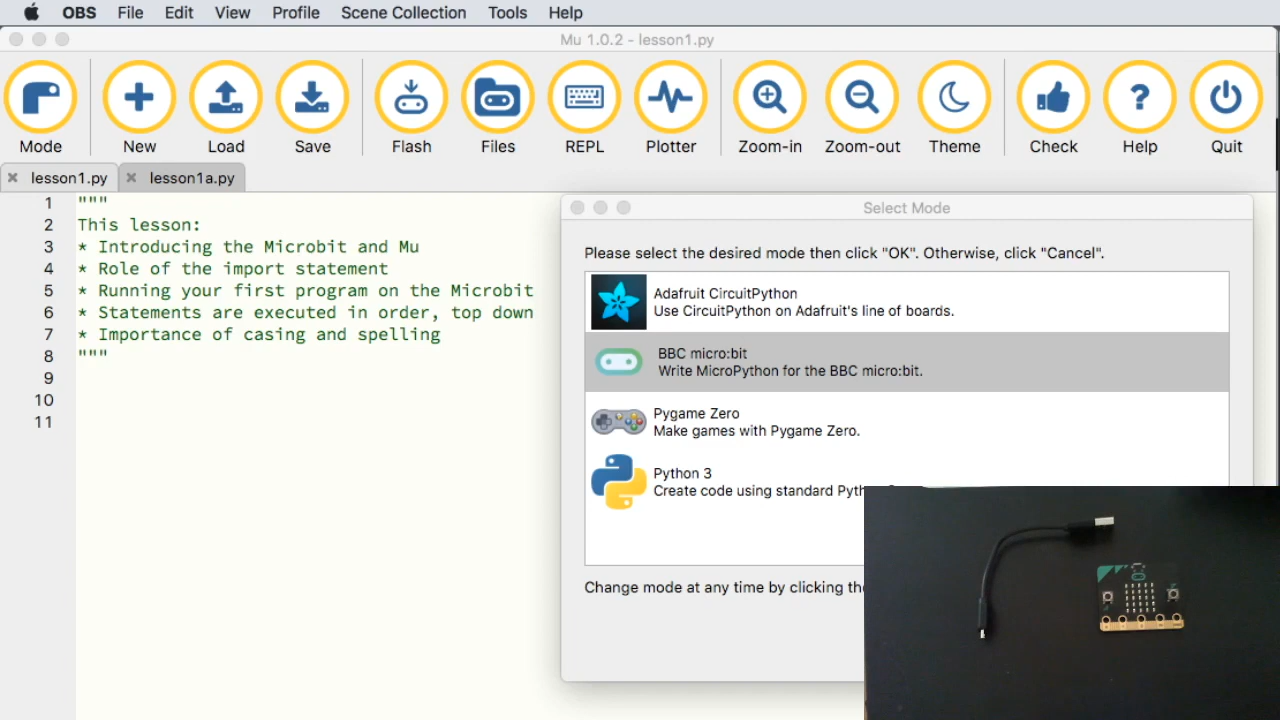 OBS File Edit View Profile Scene Collection Tools Help
Mu 1.0.2 - lesson1.py
Mode New Load Save Flash Files REPL Plotter Zoom-in Zoom-out Theme Check Help Quit
lesson1.py lesson1a.py
1 """
2 This lesson:
3 * Introducing the Microbit and Mu
4 * Role of the import statement
5 * Running your first program on the Microbit
6 * Statements are executed in order, top down
7 * Importance of casing and spelling
8 """
9
10
11
Select Mode
Please select the desired mode then click "OK". Otherwise, click "Cancel".
Adafruit CircuitPython
Use CircuitPython on Adafruit's line of boards.
BBC micro:bit
Write MicroPython for the BBC micro:bit.
Pygame Zero
Make games with Pygame Zero.
Python 3
Create code using standard
Change mode at any time by clicking